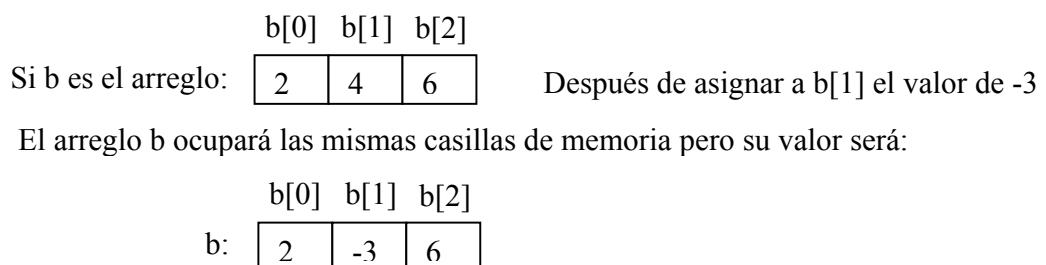 b[0] b[1] b[2]
Si b es el arreglo: 2 4 6 Después de asignar a b[1] el valor de -3
El arreglo b ocupará las mismas casillas de memoria pero su valor será:
b[0] b[1] b[2]
b: 2 -3 6